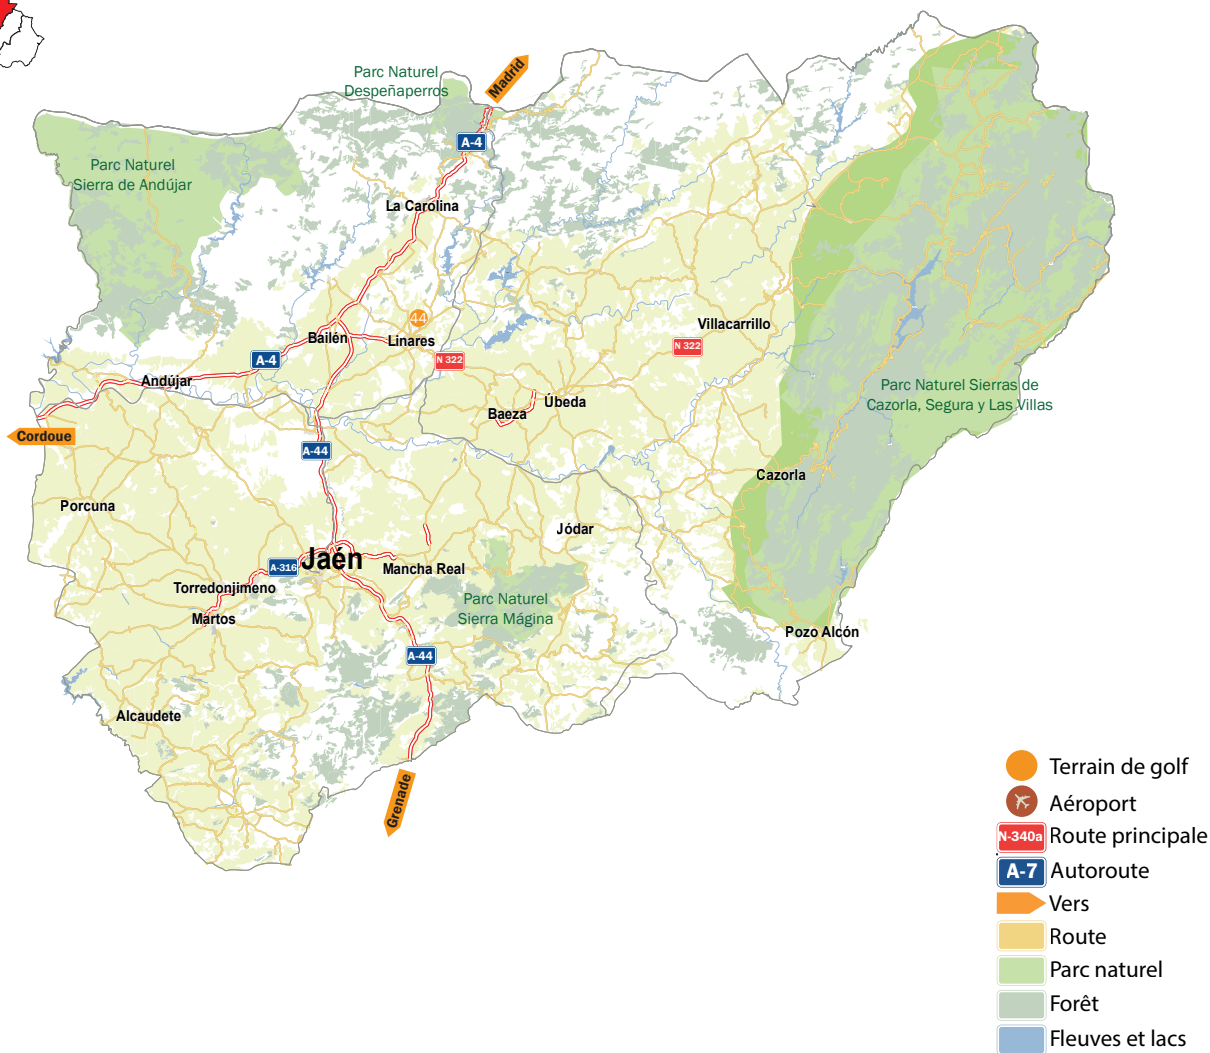 Parc Naturel
Despeñaperros
Madrid
A-4
Parc Naturel
Sierra de Andújar
La Carolina
44
Bailén
Linares
Villacarrillo
N 322
N 322
A-4
Andújar
Parc Naturel Sierras de
Cazorla, Segura y Las Villas
Úbeda
Baeza
Cordoue
A-44
Cazorla
Porcuna
Jódar
Jaén
A-316
Mancha Real
Torredonjimeno
Martos
Parc Naturel
Sierra Mágina
Pozo Alcón
A-44
Alcaudete
Grenade
Terrain de golf
Aéroport
N-340a Route principale
A-7 Autoroute
Vers
Route
Parc naturel
Forêt
Fleuves et lacs